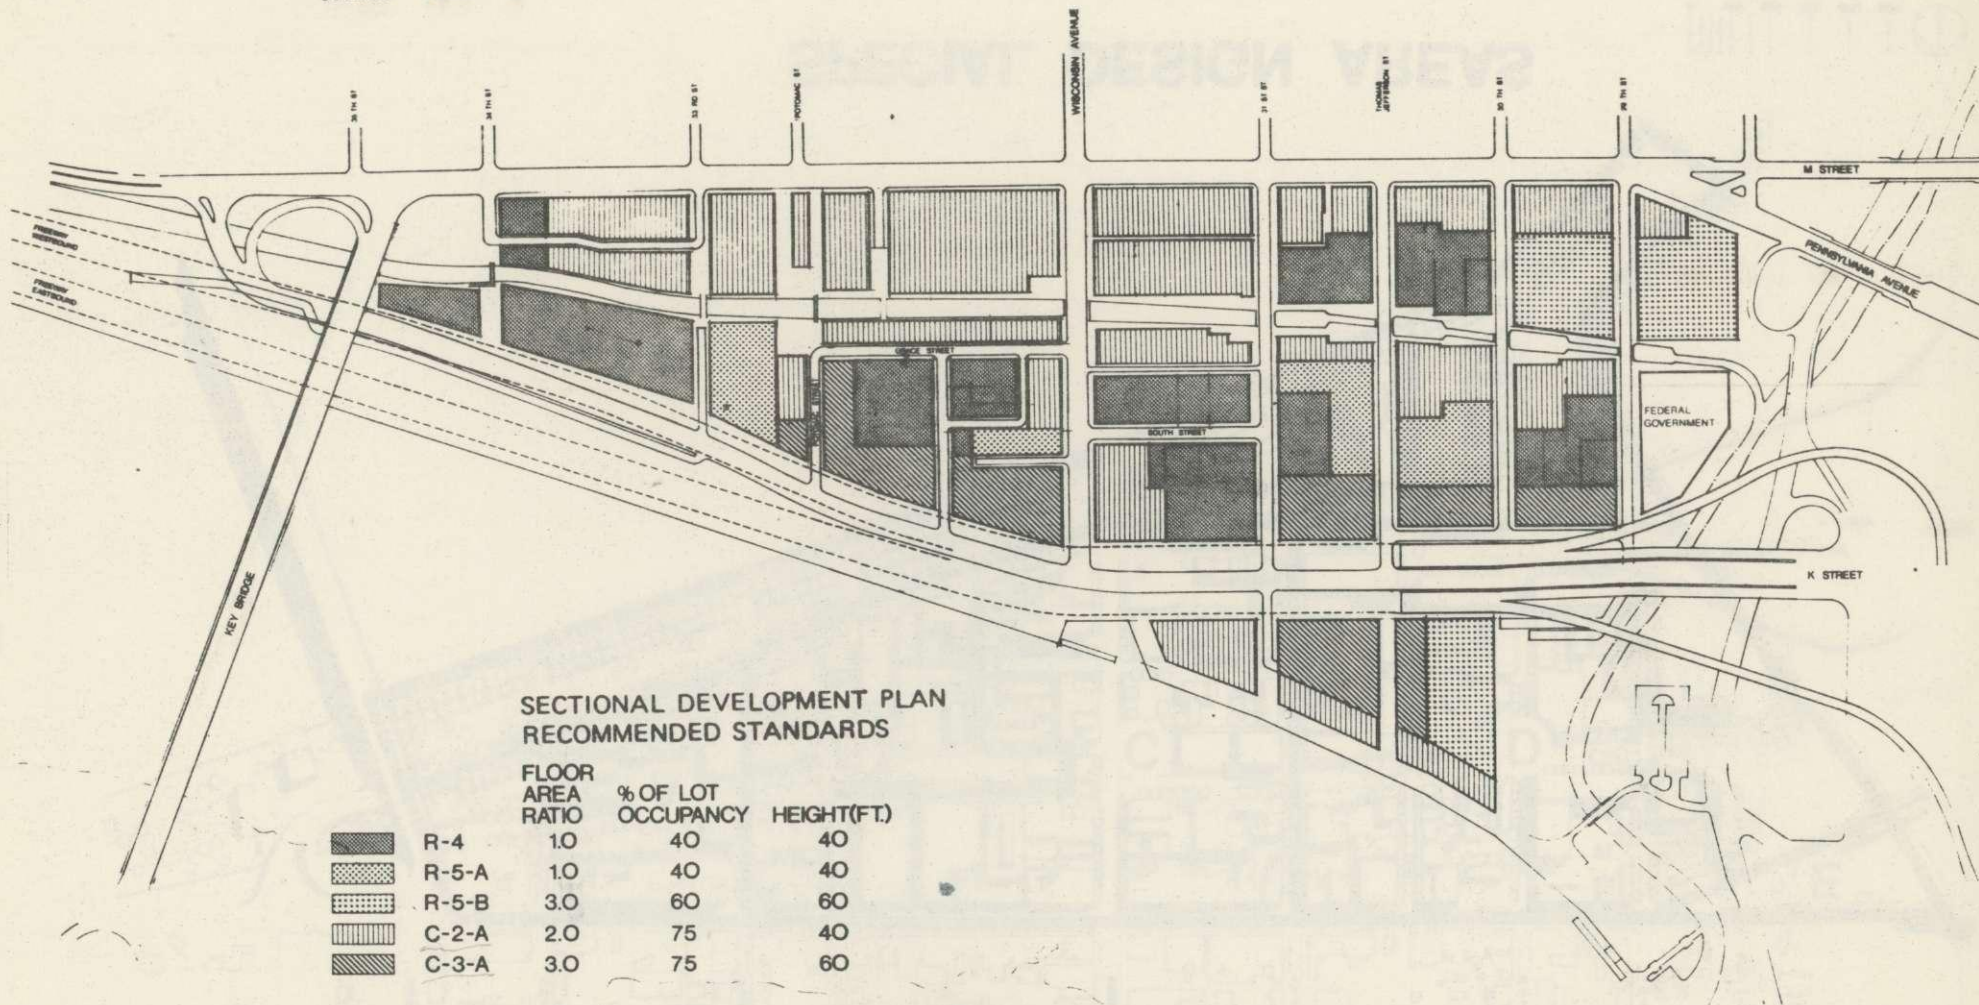 35 TH ST
34 TH ST
33 RD ST
POTOMAC ST
WISCONSIN AVENUE
31 ST ST
THOMAS
JEFFERSON ST
30 TH ST
29 TH ST
M STREET
PENNSYLVANIA AVENUE
FREEWAY
WESTBOUND
FREEWAY
EASTBOUND
GRACE STREET
SOUTH STREET
FEDERAL
GOVERNMENT
K STREET
KEY BRIDGE
SPECIAL DESIGN AREAS
SECTIONAL DEVELOPMENT PLAN
RECOMMENDED STANDARDS
FLOOR
AREA % OF LOT
RATIO OCCUPANCY HEIGHT(FT.)
R-4 1.0 40 40
R-5-A 1.0 40 40
R-5-B 3.0 60 60
C-2-A 2.0 75 40
C-3-A 3.0 75 60